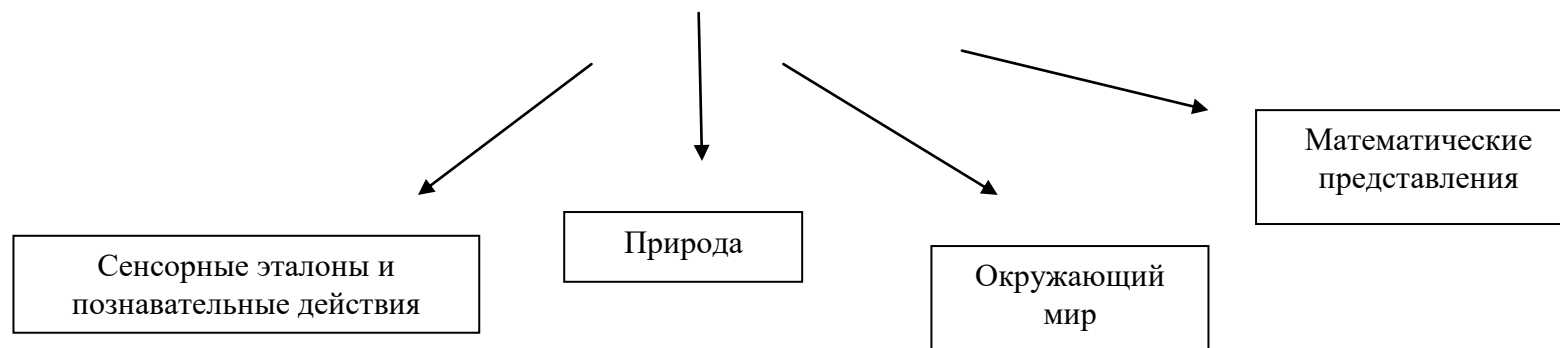 Сенсорные эталоны и
познавательные действия
Природа
Окружающий
мир
Математические
представления